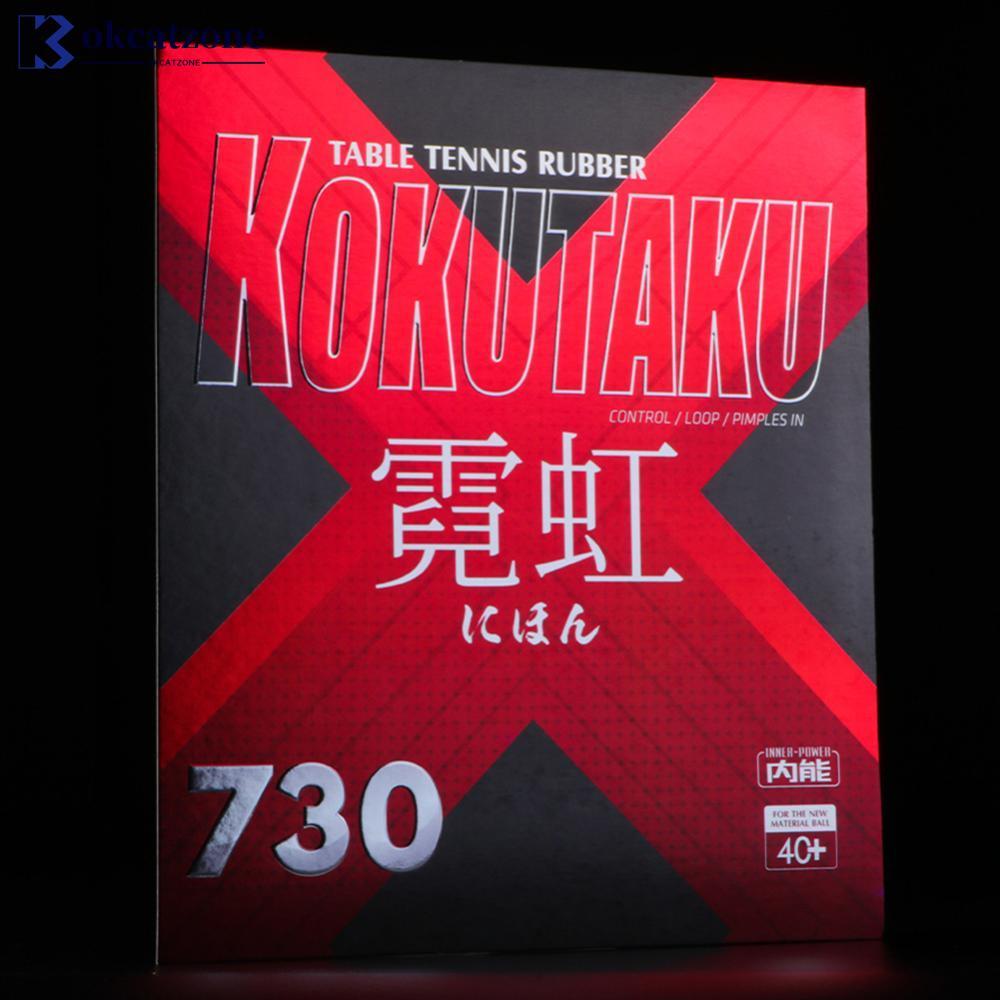 okcatzone
OKCATZONE
TABLE TENNIS RUBBER
KOKUTAKU
CONTROL / LOOP / PIMPLES IN
霓虹
にほん
730
INNER-POWER
内能
FOR THE NEW
MATERIAL BALL
40+